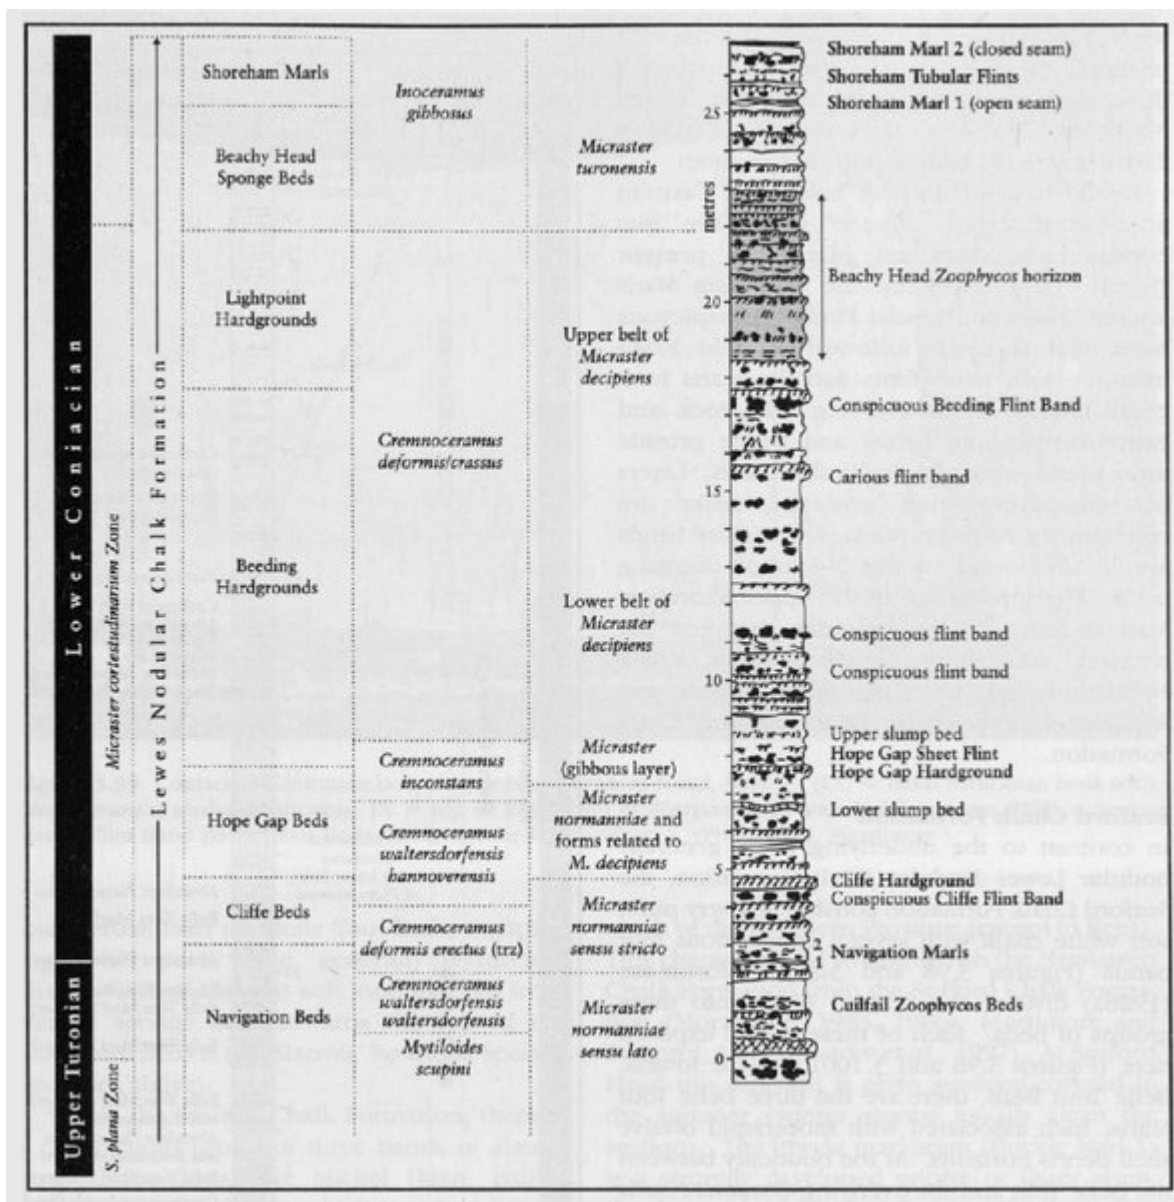 Lower Coniacian
Upper Turonian
Micraster cortestudinarium Zone
S. plana Zone
Lewes Nodular Chalk Formation
Shoreham Marls
Beachy Head
Sponge Beds
Lightpoint
Hardgrounds
Beeding
Hardgrounds
Hope Gap Beds
Cliffe Beds
Navigation Beds
Inoceramus
gibbosus
Cremnoceramus
deformis/crassus
Cremnoceramus
inconstans
Cremnoceramus
waltersdorfensis
hannoverensis
Cremnoceramus
deformis erectus (trz)
Cremnoceramus
waltersdorfensis
waltersdorfensis
Mytiloides
scupini
Micraster
turonensis
Upper belt of
Micraster
decipiens
Lower belt of
Micraster
decipiens
Micraster
(gibbous layer)
Micraster
normanniae and
forms related to
M. decipiens
Micraster
normanniae
sensu stricto
Micraster
normanniae
sensu lato
metres
25
20
15
10
5
0
Shoreham Marl 2 (closed seam)
Shoreham Tubular Flints
Shoreham Marl 1 (open seam)
Beachy Head Zoophycos horizon
Conspicuous Beeding Flint Band
Carious flint band
Conspicuous flint band
Conspicuous flint band
Upper slump bed
Hope Gap Sheet Flint
Hope Gap Hardground
Lower slump bed
Cliffe Hardground
Conspicuous Cliffe Flint Band
2
1
Navigation Marls
Cuilfail Zoophycos Beds